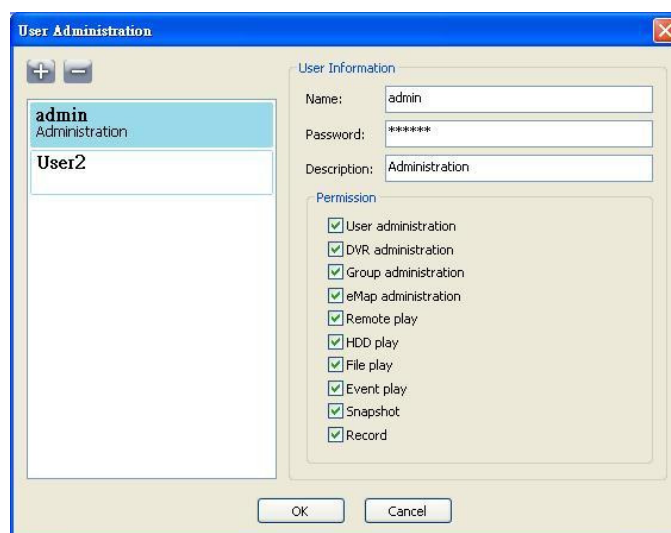 User Administration
admin
Administration
User2
User Information
Name: admin
Password: ******
Description: Administration
Permission
User administration
DVR administration
Group administration
eMap administration
Remote play
HDD play
File play
Event play
Snapshot
Record
OK Cancel